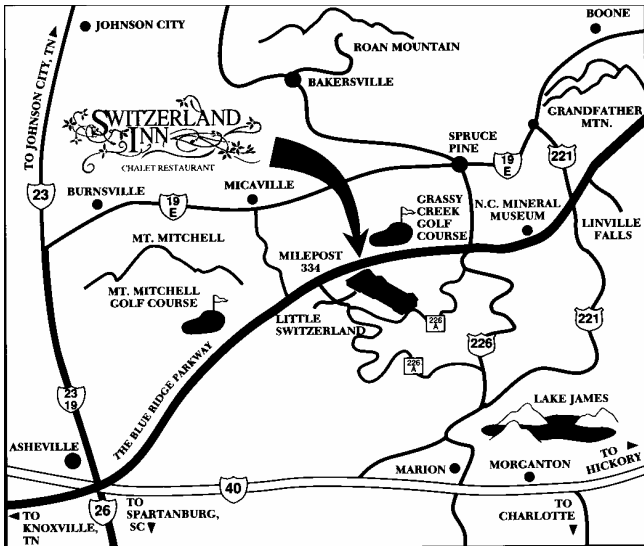 JOHNSON CITY
BOONE
ROAN MOUNTAIN
TO JOHNSON CITY, TN
BAKERSVILLE
GRANDFATHER
MTN.
SWITZERLAND
INN
CHALET RESTAURANT
SPRUCE
PINE
19
E
221
23
BURNSVILLE
19
E
MICAVILLE
GRASSY
CREEK
GOLF
COURSE
N.C. MINERAL
MUSEUM
LINVILLE
FALLS
MT. MITCHELL
MILEPOST
334
MT. MITCHELL
GOLF COURSE
LITTLE
SWITZERLAND
226
A
226
221
226
A
THE BLUE RIDGE PARKWAY
23
19
LAKE JAMES
ASHEVILLE
MARION
MORGANTON
TO
HICKORY
40
26
TO
KNOXVILLE,
TN
TO
SPARTANBURG,
SC
TO
CHARLOTTE